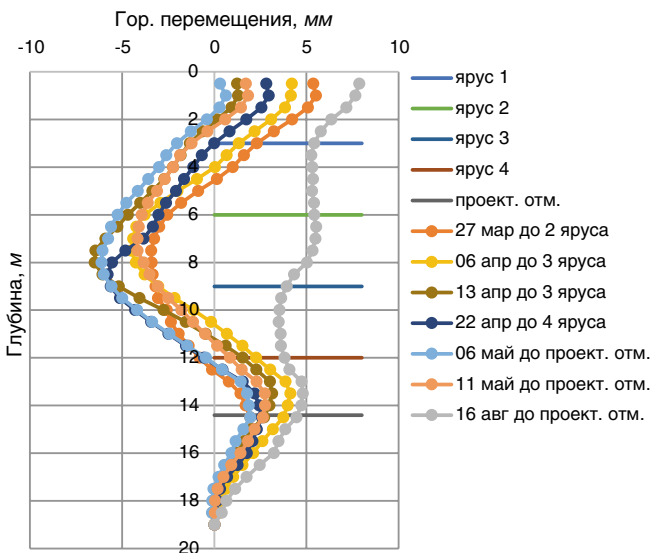 Гор. перемещения, мм
-10 -5 0 5 10
0
2
4
6
8
10
12
14
16
18
20
Глубина, м
ярус 1
ярус 2
ярус 3
ярус 4
проект. отм.
27 мар до 2 яруса
06 апр до 3 яруса
13 апр до 3 яруса
22 апр до 4 яруса
06 май до проект. отм.
11 май до проект. отм.
16 авг до проект. отм.